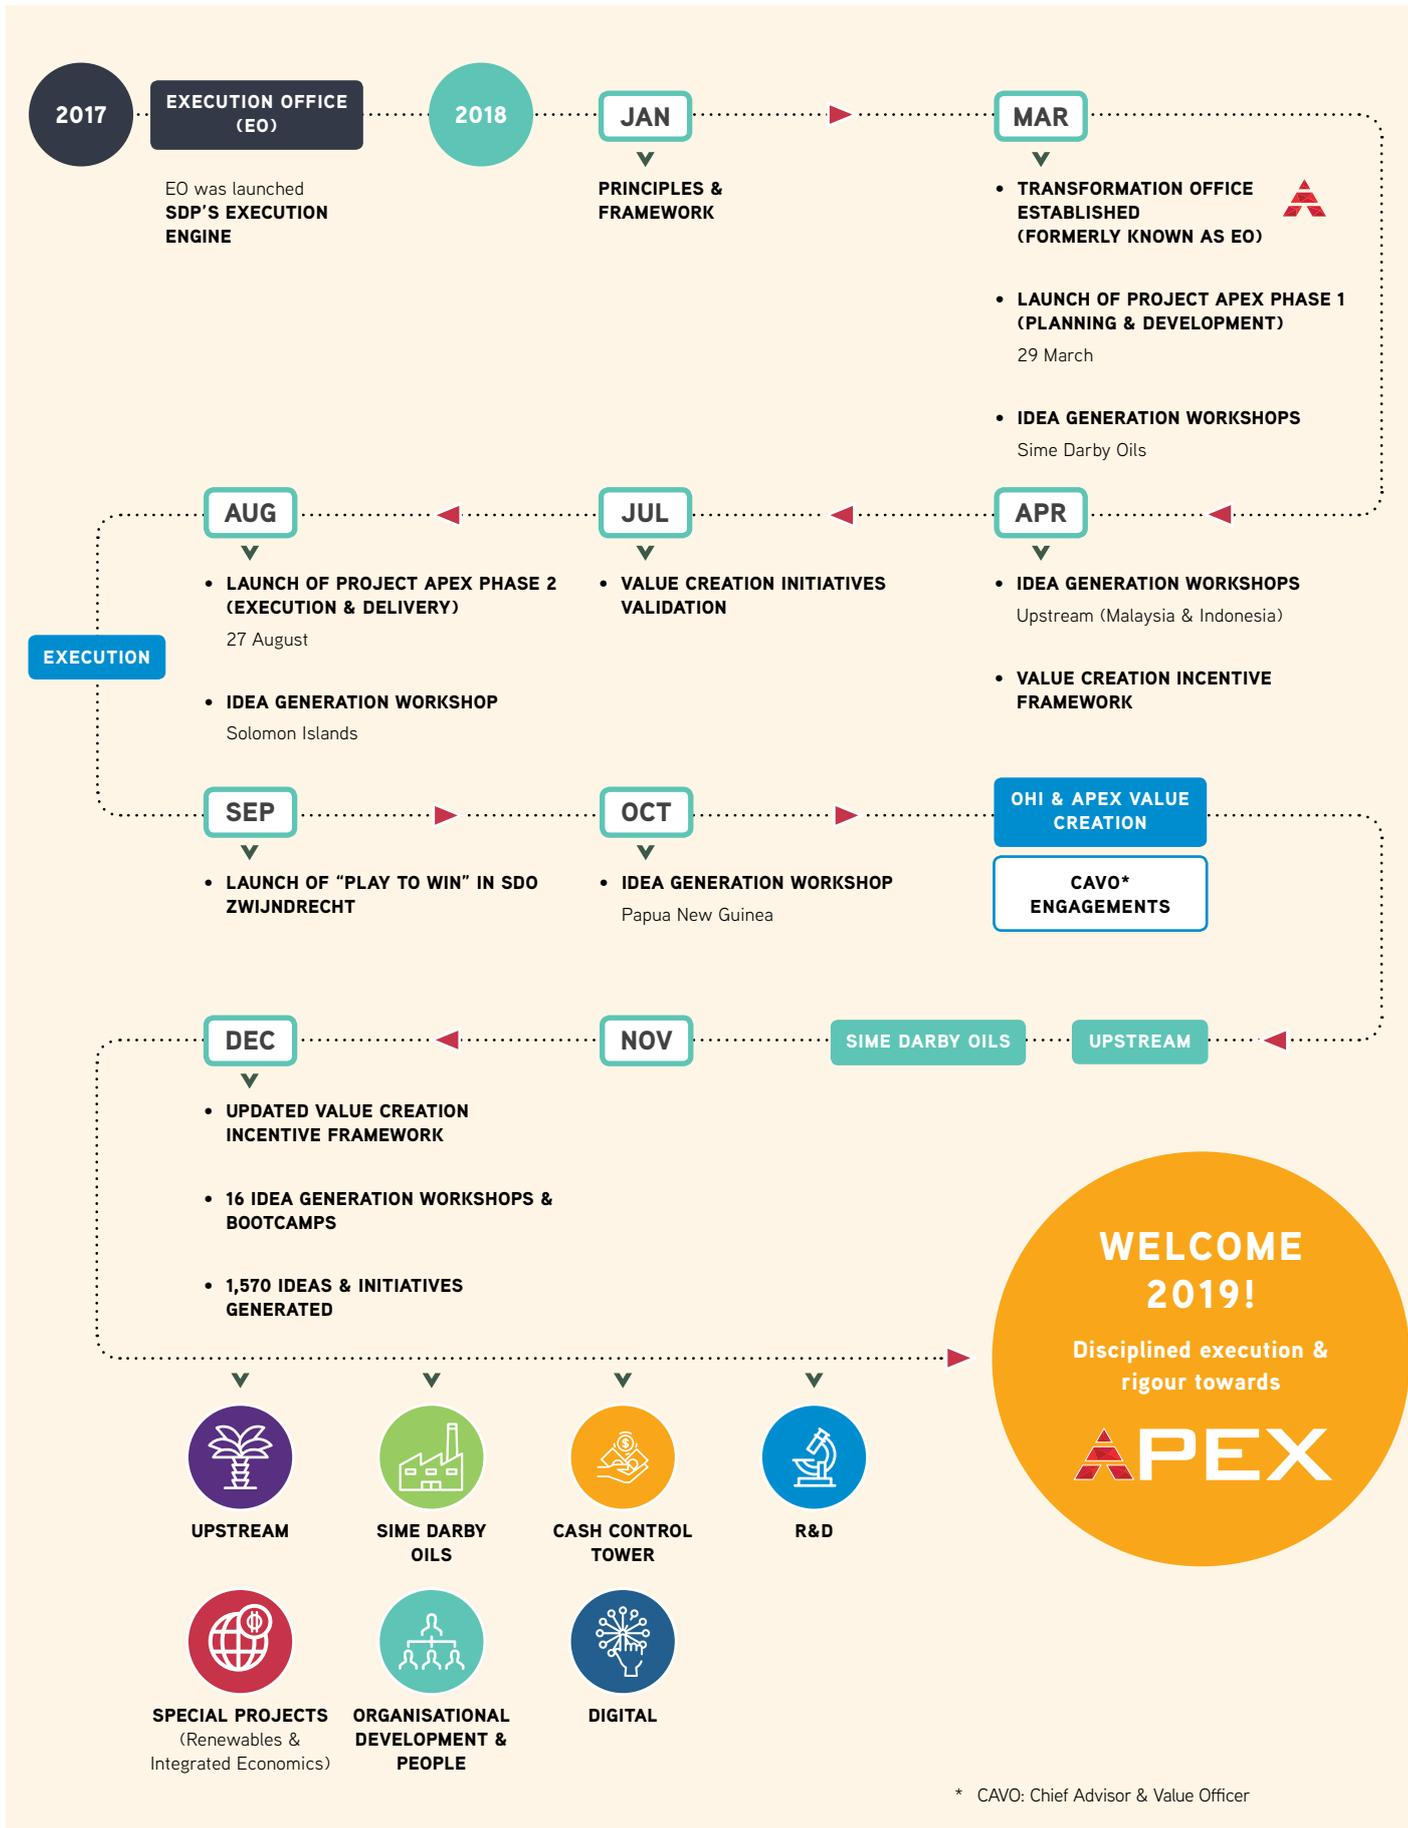 2017
EXECUTION OFFICE
(EO)
EO was launched
SDP'S EXECUTION
ENGINE
2018
JAN
PRINCIPLES &
FRAMEWORK
MAR
• TRANSFORMATION OFFICE
ESTABLISHED
(FORMERLY KNOWN AS EO)
• LAUNCH OF PROJECT APEX PHASE 1
(PLANNING & DEVELOPMENT)
29 March
• IDEA GENERATION WORKSHOPS
Sime Darby Oils
APR
• IDEA GENERATION WORKSHOPS
Upstream (Malaysia & Indonesia)
• VALUE CREATION INCENTIVE
FRAMEWORK
JUL
• VALUE CREATION INITIATIVES
VALIDATION
AUG
• LAUNCH OF PROJECT APEX PHASE 2
(EXECUTION & DELIVERY)
27 August
• IDEA GENERATION WORKSHOP
Solomon Islands
EXECUTION
SEP
• LAUNCH OF “PLAY TO WIN” IN SDO
ZWIJNDRECHT
OCT
• IDEA GENERATION WORKSHOP
Papua New Guinea
OHI & APEX VALUE
CREATION
CAVO*
ENGAGEMENTS
UPSTREAM
SIME DARBY OILS
NOV
DEC
• UPDATED VALUE CREATION
INCENTIVE FRAMEWORK
• 16 IDEA GENERATION WORKSHOPS &
BOOTCAMPS
• 1,570 IDEAS & INITIATIVES
GENERATED
WELCOME
2019!
Disciplined execution &
rigour towards
APEX
UPSTREAM
SIME DARBY
OILS
CASH CONTROL
TOWER
R&D
SPECIAL PROJECTS
(Renewables &
Integrated Economics)
ORGANISATIONAL
DEVELOPMENT &
PEOPLE
DIGITAL
* CAVO: Chief Advisor & Value Officer